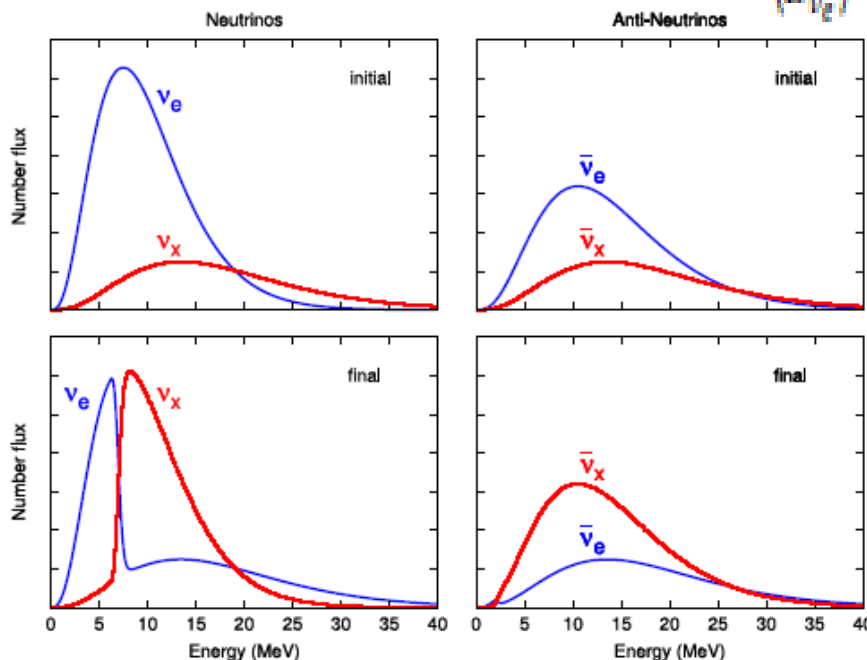 Neutrinos
Anti-Neutrinos
Number flux
initial
νe
νx
initial
ν̄e
ν̄x
Number flux
final
νe
νx
0 5 10 15 20 25 30 35 40
Energy (MeV)
final
ν̄x
ν̄e
0 5 10 15 20 25 30 35 40
Energy (MeV)